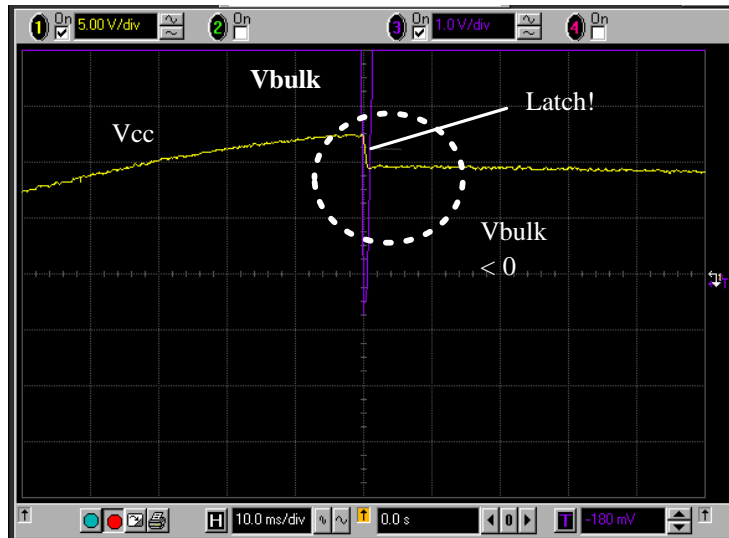 1 On 5.00 V/div 2 On 3 On 1.0 V/div 4 On
Vbulk
Latch!
Vcc
Vbulk
< 0
T
H 10.0 ms/div 0.0 s 0 T -180 mV